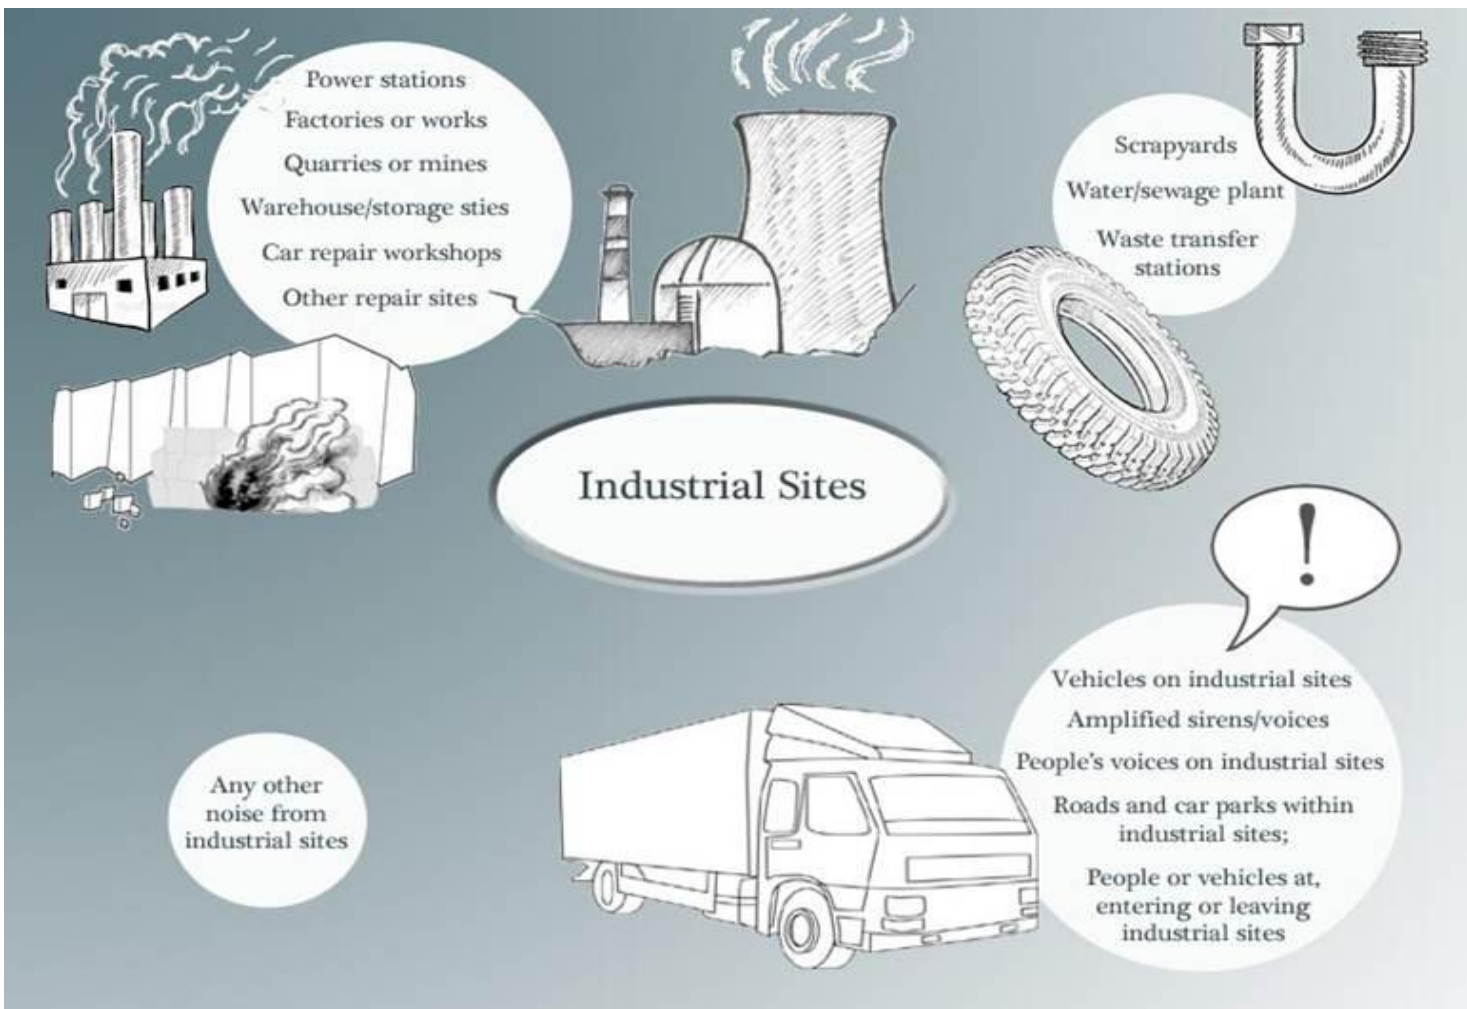 Power stations
Factories or works
Quarries or mines
Warehouse/storage sties
Car repair workshops
Other repair sites
Scrapyards
Water/sewage plant
Waste transfer
stations
Industrial Sites
!
Vehicles on industrial sites
Amplified sirens/voices
People's voices on industrial sites
Roads and car parks within
industrial sites;
People or vehicles at,
entering or leaving
industrial sites
Any other
noise from
industrial sites